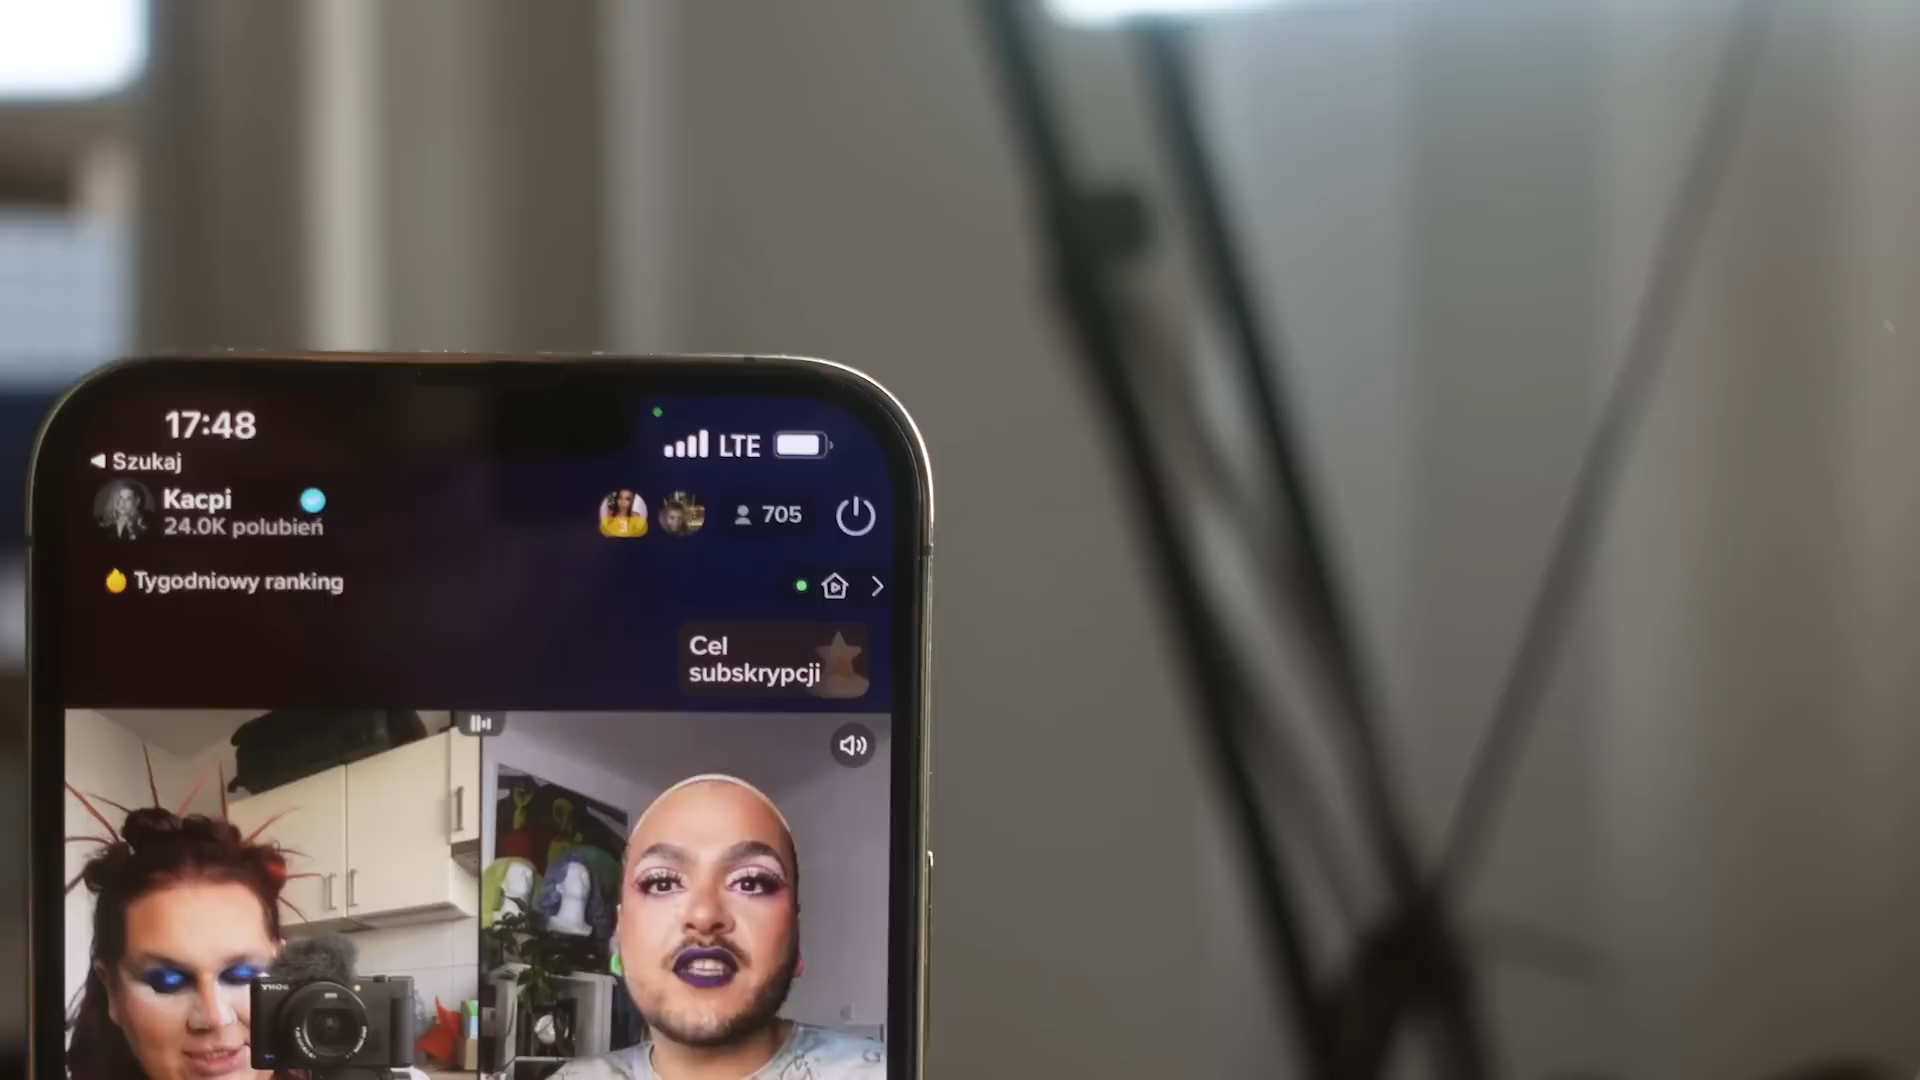 17:48
LTE
Szukaj
Kacpi
24.0K polubień
705
Tygodniowy ranking
Cel
subskrypcji